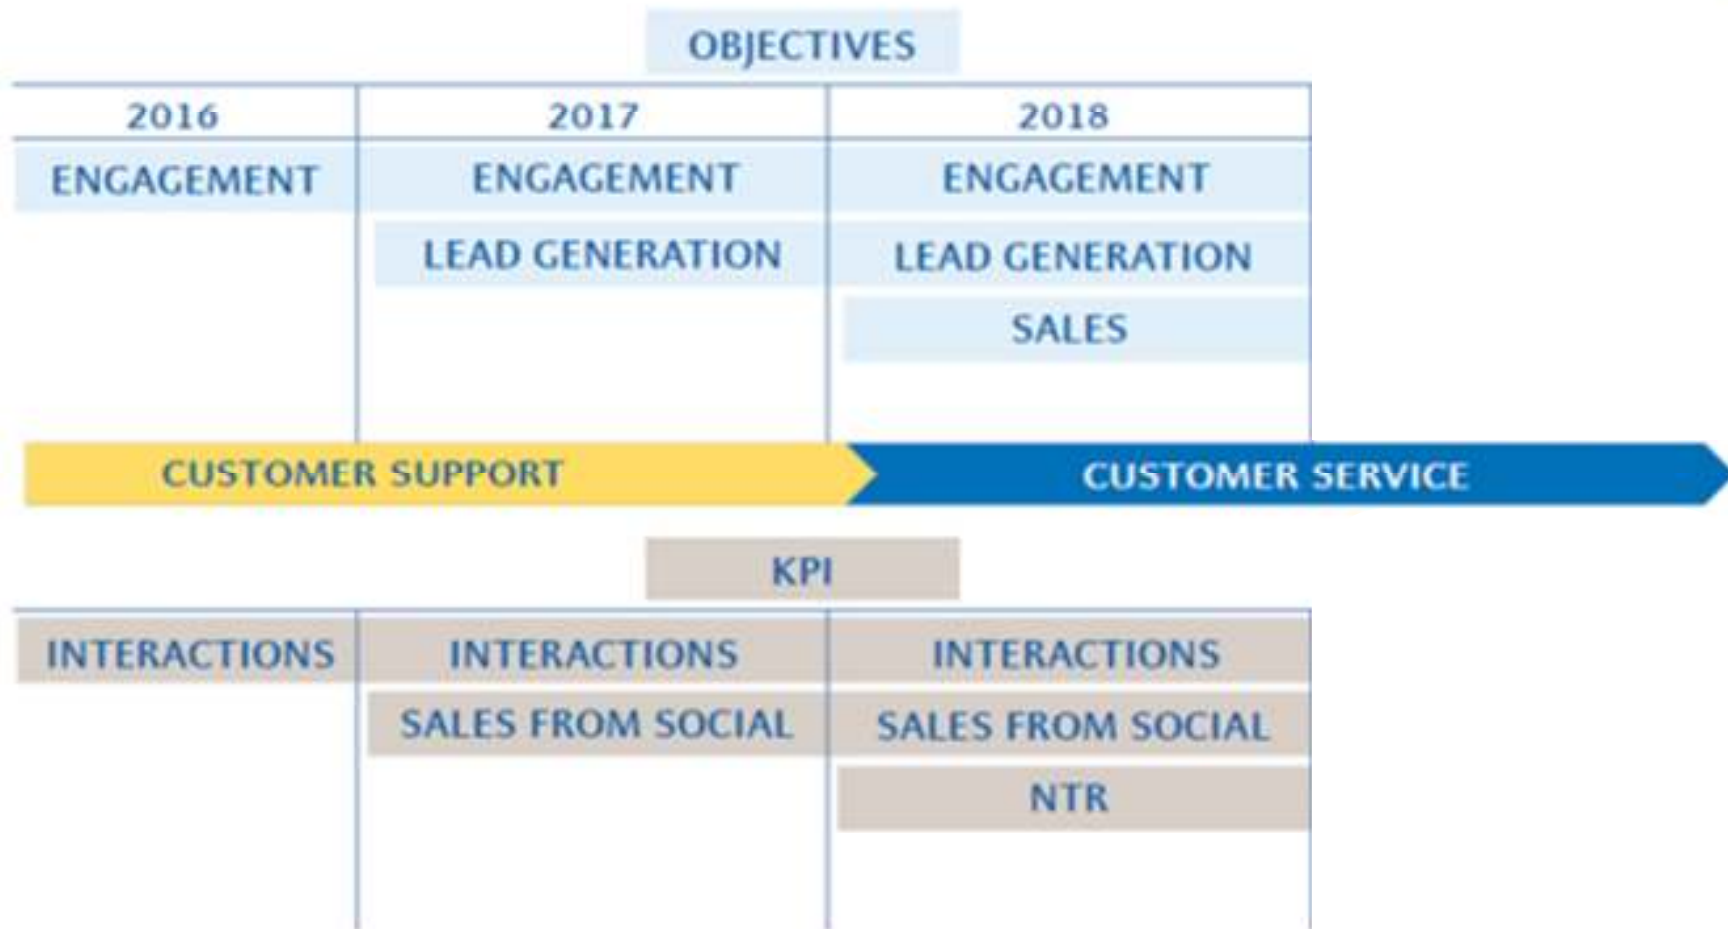 OBJECTIVES
2016 2017 2018
ENGAGEMENT ENGAGEMENT ENGAGEMENT
LEAD GENERATION LEAD GENERATION
SALES
CUSTOMER SUPPORT CUSTOMER SERVICE
KPI
INTERACTIONS INTERACTIONS INTERACTIONS
SALES FROM SOCIAL SALES FROM SOCIAL
NTR